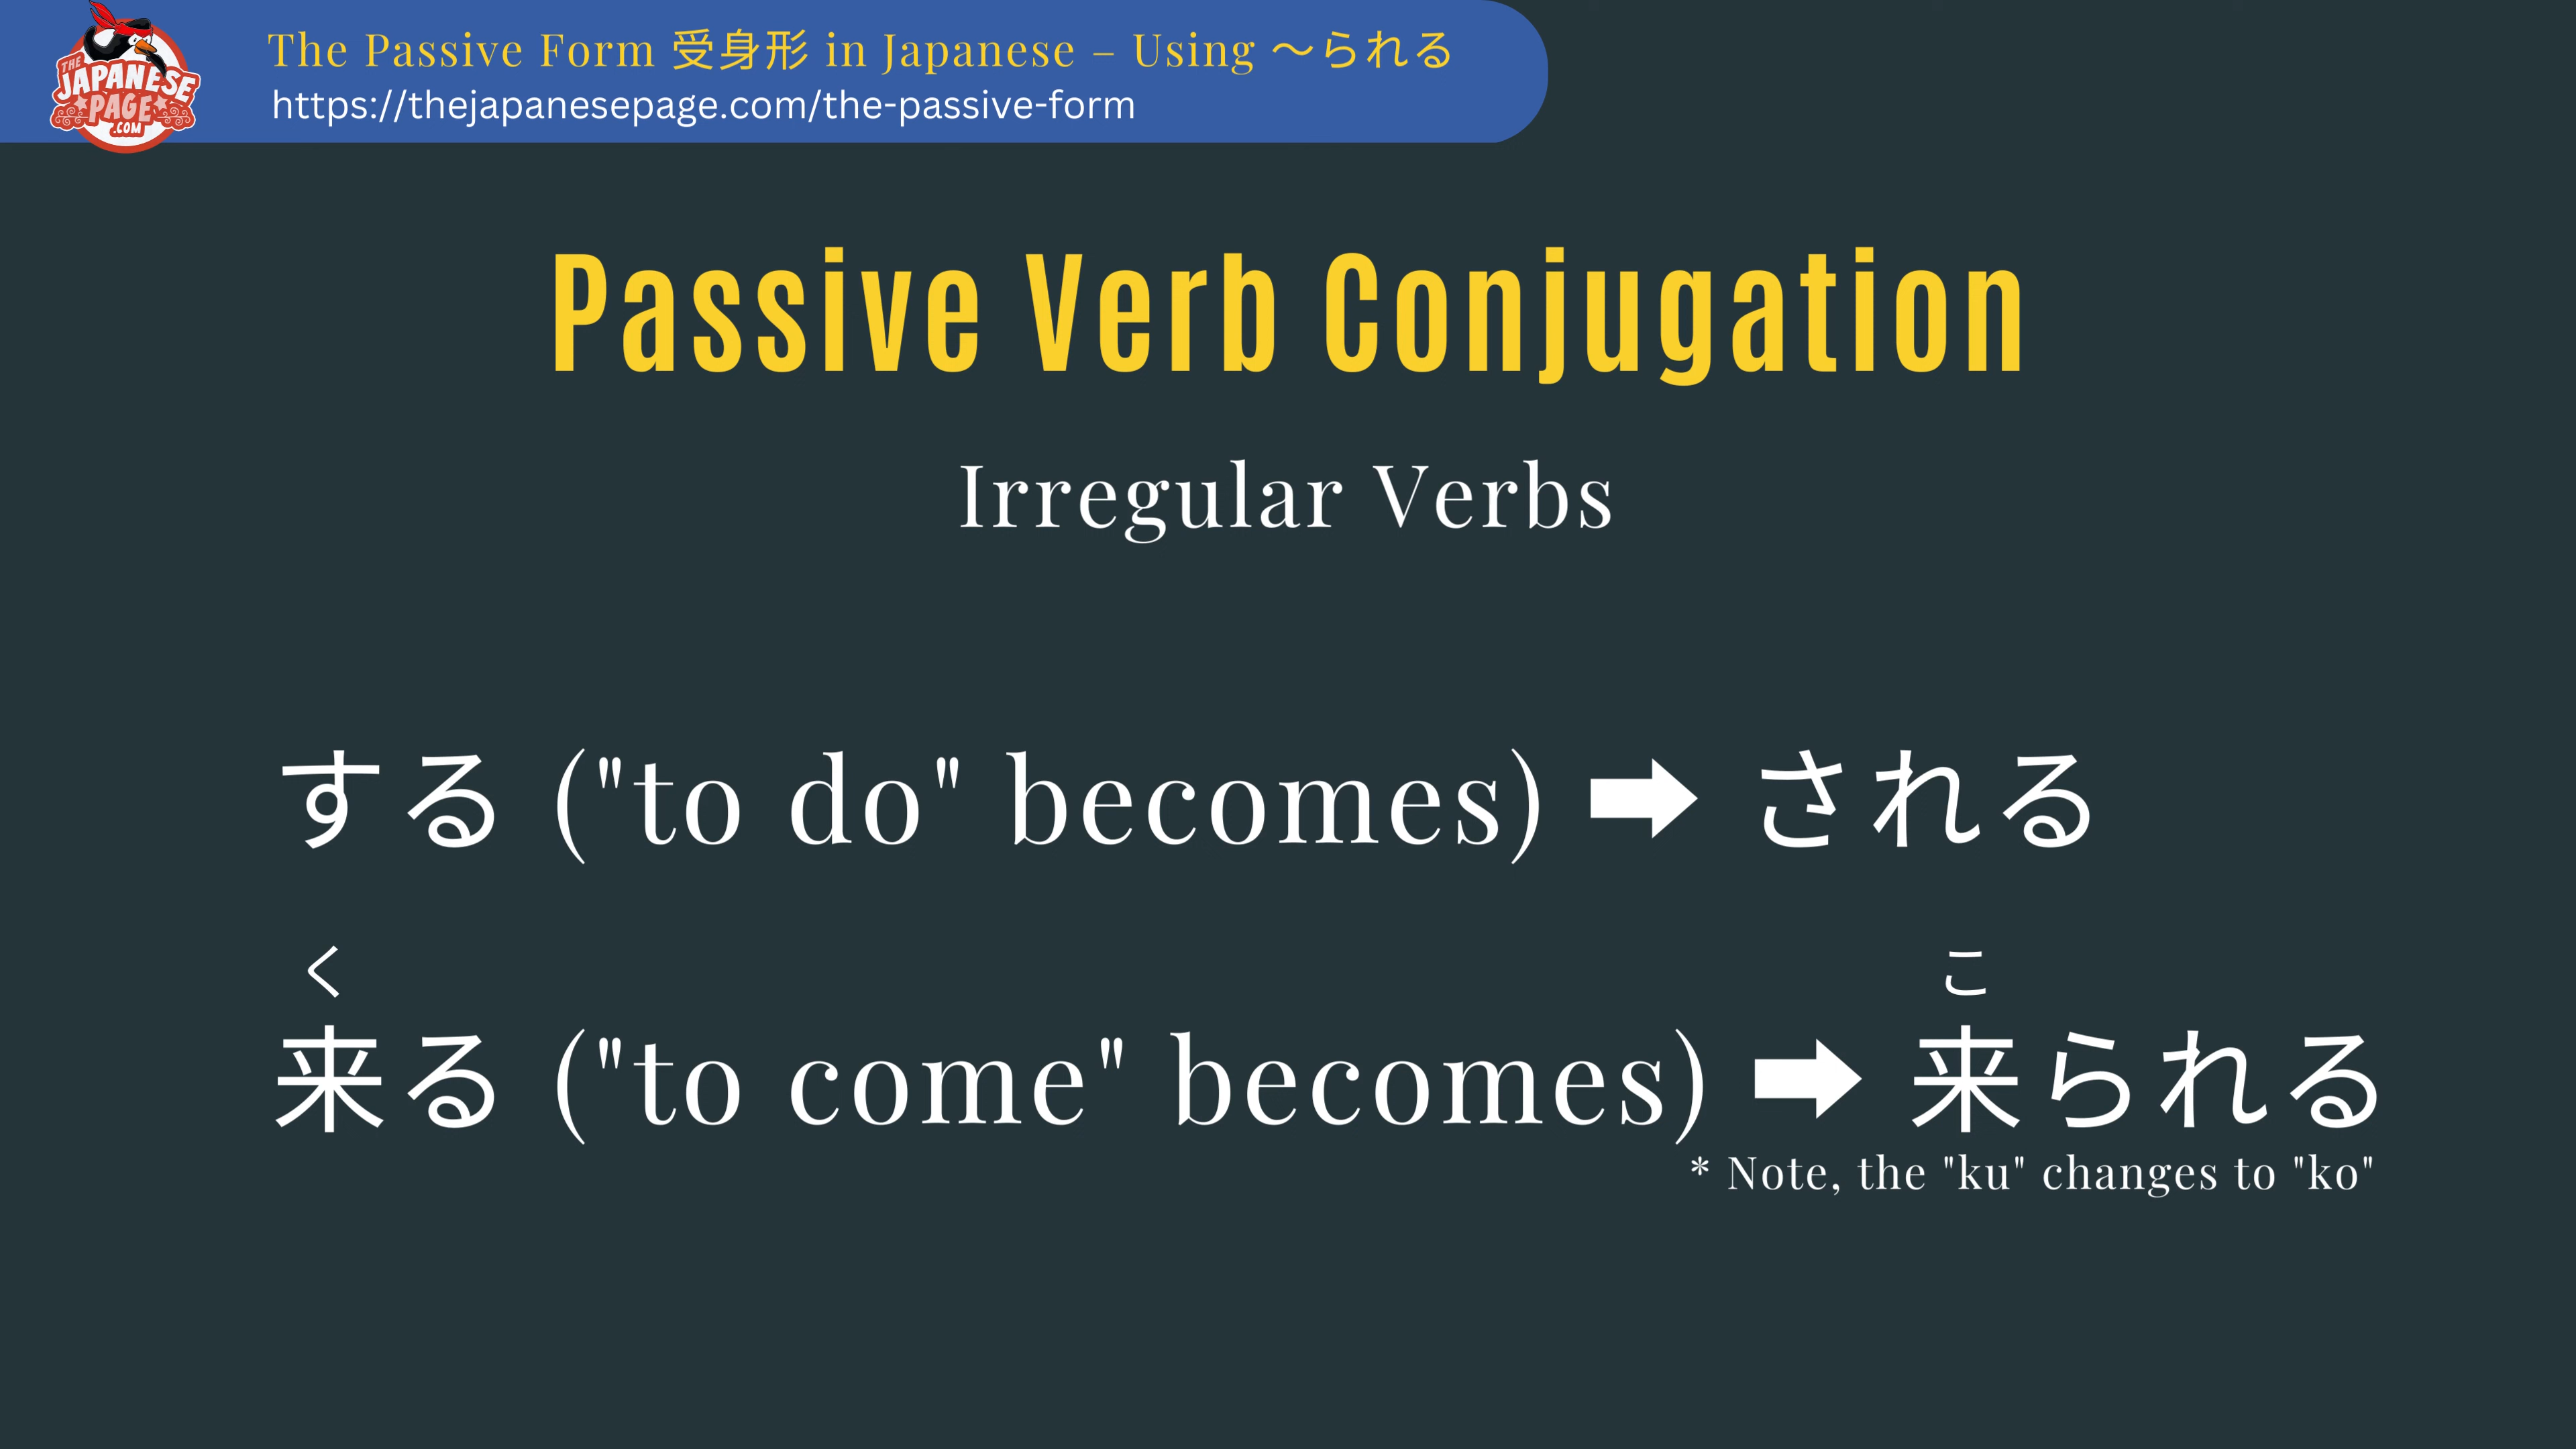 THE
JAPANESE
PAGE
.COM
The Passive Form 受身形 in Japanese – Using ～られる
https://thejapanesepage.com/the-passive-form
Passive Verb Conjugation
Irregular Verbs
する ("to do" becomes) ➡ される
く こ
来る ("to come" becomes) ➡ 来られる
* Note, the "ku" changes to "ko"